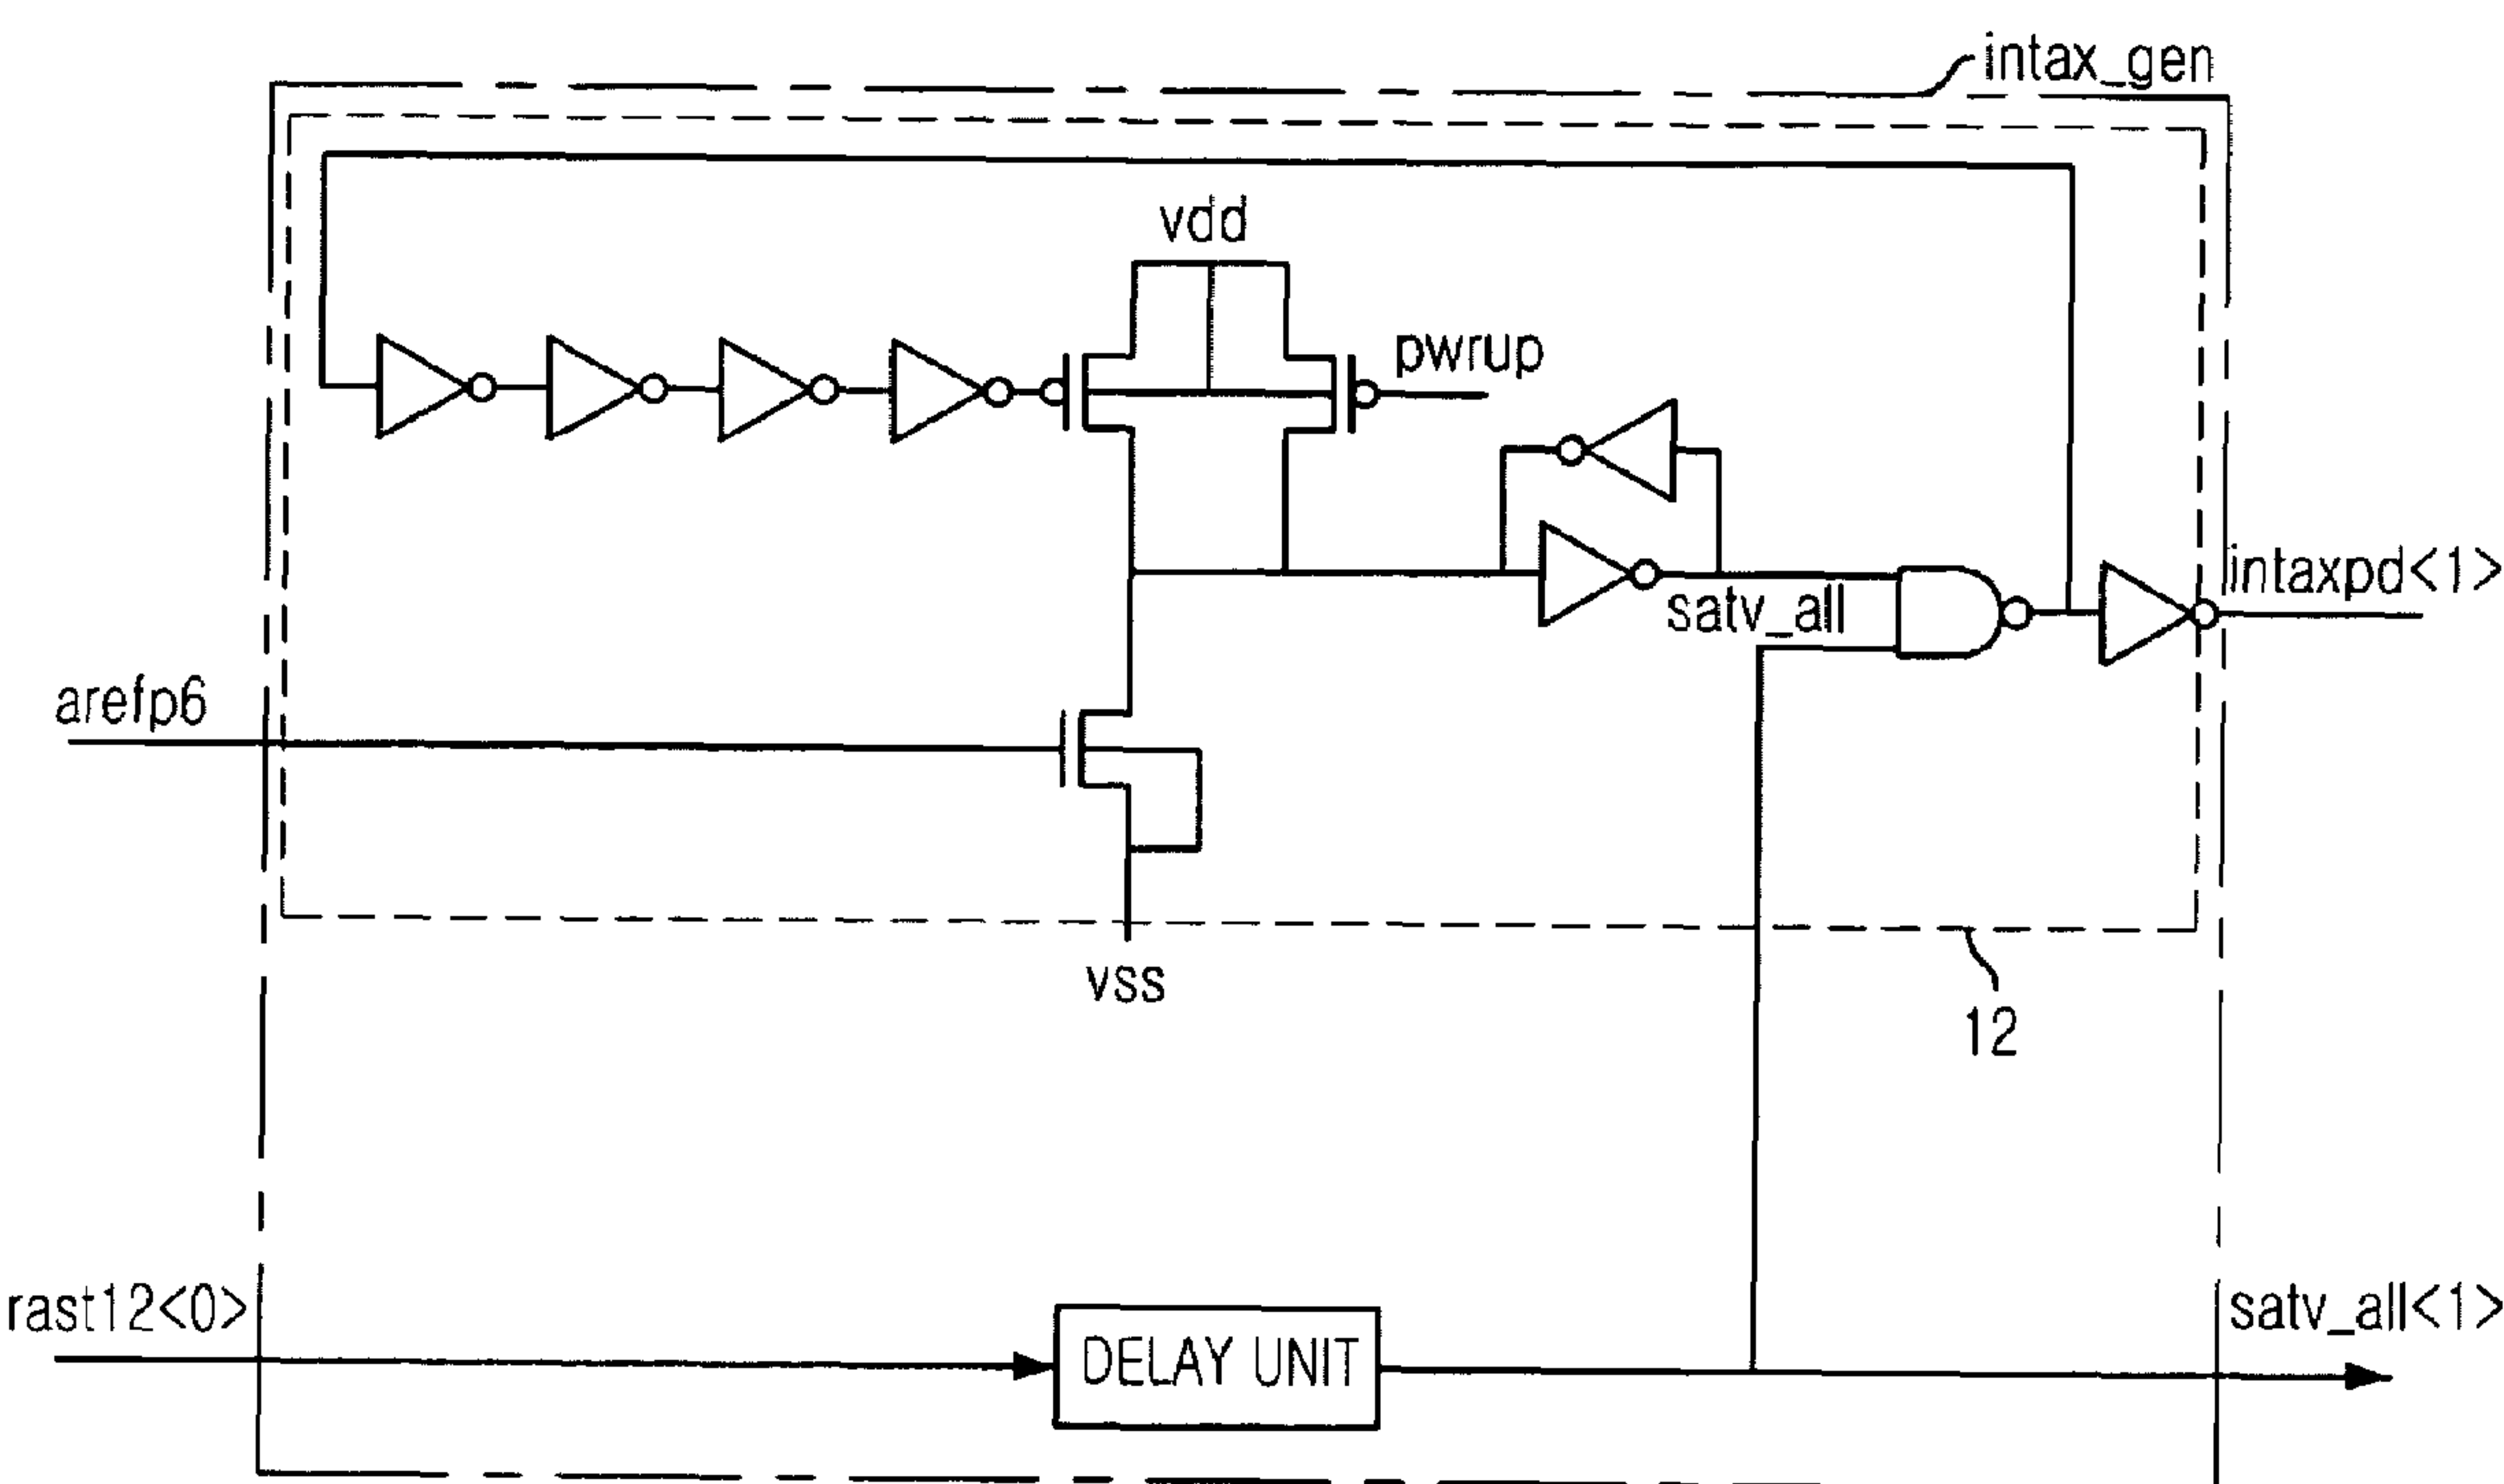 intax_gen
vdd
pwrup
intaxpd<1>
satv_all
arefp6
vss
12
rast12<0>
DELAY UNIT
satv_all<1>